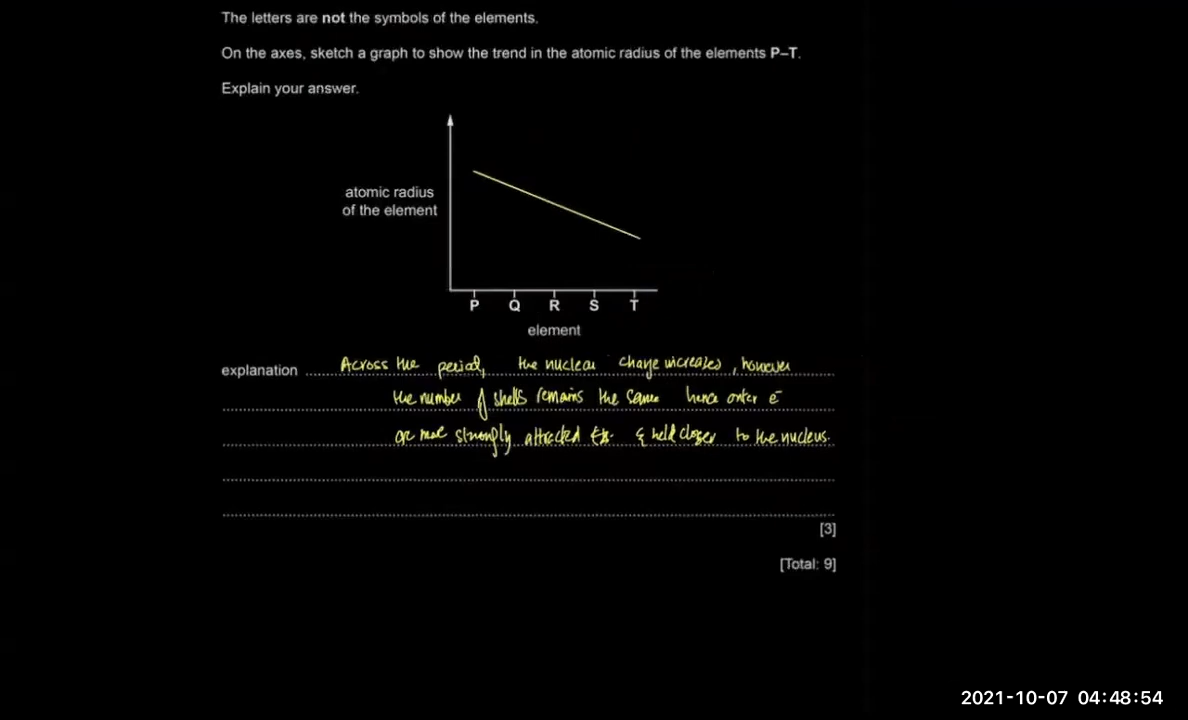 The letters are not the symbols of the elements.
On the axes, sketch a graph to show the trend in the atomic radius of the elements P–T.
Explain your answer.
atomic radius
of the element
P Q R S T
element
explanation Across the period, the nuclear charge increases, however
the number of shells remains the same hence outer e⁻
are more strongly attracted & held closer to the nucleus.
[3]
[Total: 9]
2021-10-07 04:48:54